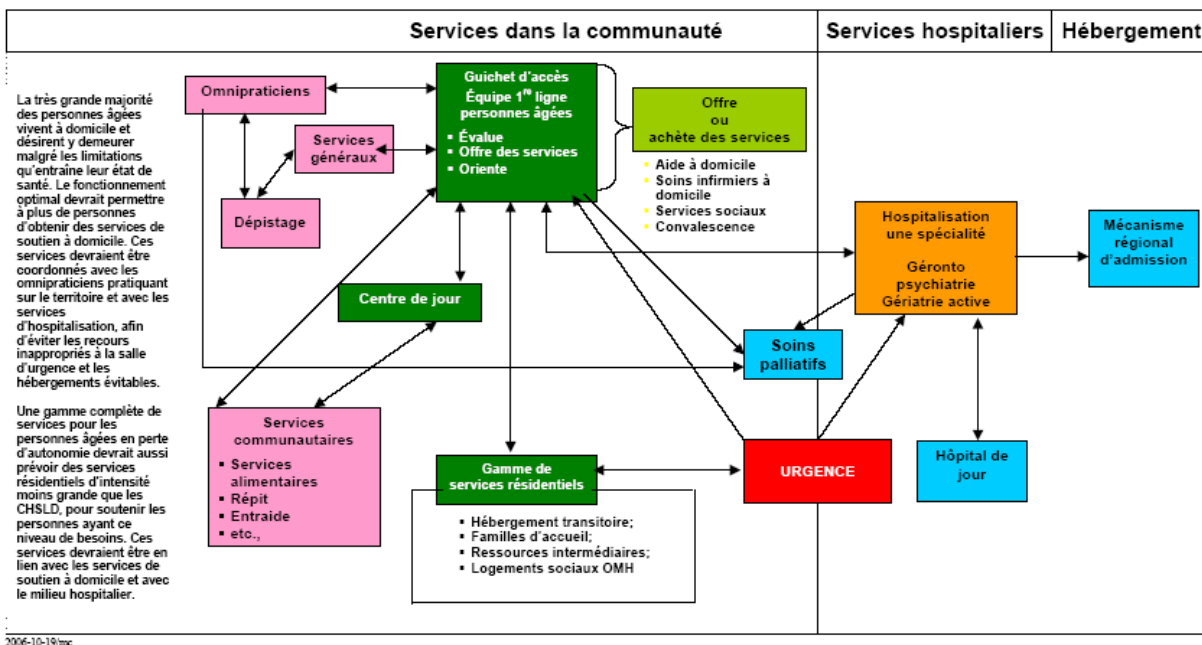 Services dans la communauté
Services hospitaliers
Hébergement
La très grande majorité
des personnes âgées
vivent à domicile et
désirent y demeurer
malgré les limitations
qu'entraîne leur état de
santé. Le fonctionnement
optimal devrait permettre
à plus de personnes
d'obtenir des services de
soutien à domicile. Ces
services devraient être
coordonnés avec les
omnipraticiens pratiquant
sur le territoire et avec les
services
d'hospitalisation, afin
d'éviter les recours
inappropriés à la salle
d'urgence et les
hébergements évitables.
Une gamme complète de
services pour les
personnes âgées en perte
d'autonomie devrait aussi
prévoir des services
résidentiels d'intensité
moins grande que les
CHSLD, pour soutenir les
personnes ayant ce
niveau de besoins. Ces
services devraient être en
lien avec les services de
soutien à domicile et avec
le milieu hospitalier.
Omnipraticiens
Services
généraux
Dépistage
Guichet d'accès
Équipe 1re ligne
personnes âgées
▪ Évalue
▪ Offre des services
▪ Oriente
Offre
ou
achète des services
• Aide à domicile
• Soins infirmiers à
domicile
• Services sociaux
• Convalescence
Hospitalisation
une spécialité
Géronto
psychiatrie
Gériatrie active
Mécanisme
régional
d'admission
Centre de jour
Soins
palliatifs
Services
communautaires
▪ Services
alimentaires
▪ Répit
▪ Entraide
▪ etc.,
Gamme de
services résidentiels
▪ Hébergement transitoire;
▪ Familles d'accueil;
▪ Ressources intermédiaires;
▪ Logements sociaux OMH
URGENCE
Hôpital de
jour
2006-10-19/mc